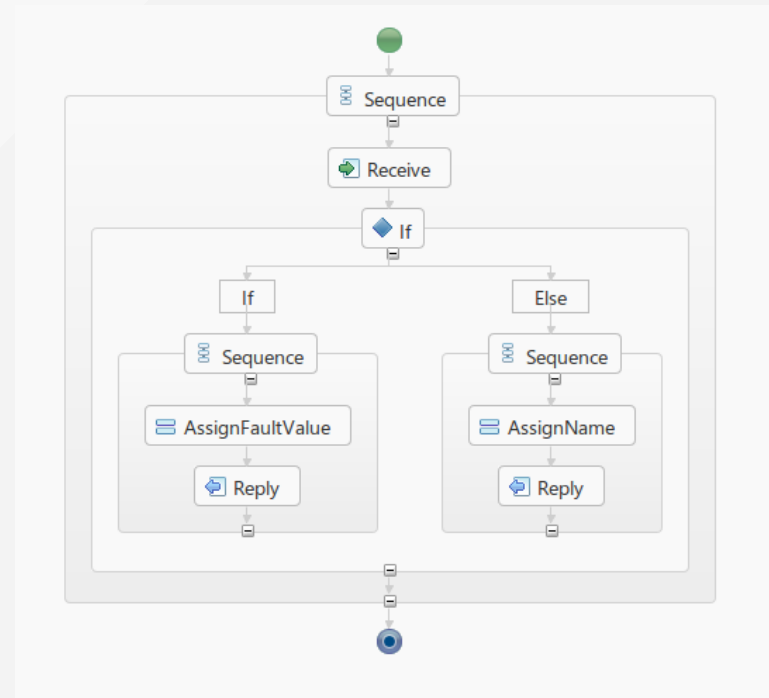 Sequence
Receive
If
If
Else
Sequence
Sequence
AssignFaultValue
AssignName
Reply
Reply